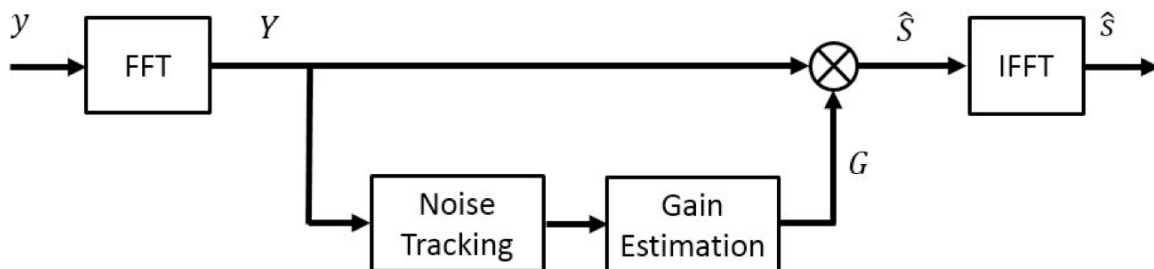 y
FFT
Y
Ŝ
IFFT
ŝ
G
Noise
Tracking
Gain
Estimation